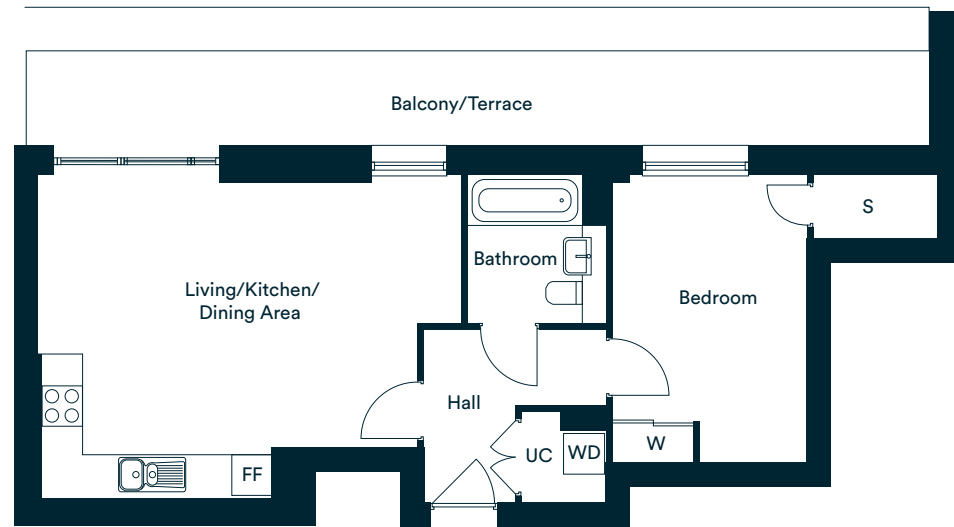 Balcony/Terrace
S
Bathroom
Living/Kitchen/
Dining Area
Bedroom
Hall
W
UC
WD
FF